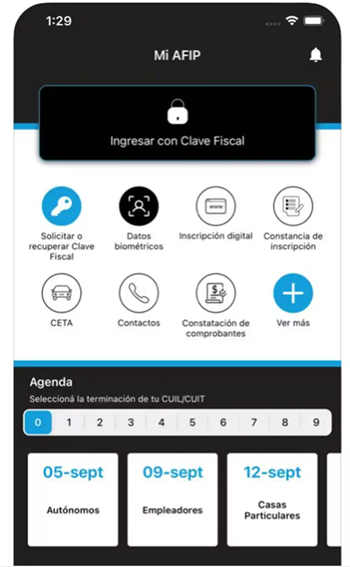 1:29
Mi AFIP
Ingresar con Clave Fiscal
Solicitar o
recuperar Clave
Fiscal
Datos
biométricos
Inscripción digital
Constancia de
inscripción
CETA
Contactos
Constatación de
comprobantes
Ver más
Agenda
Seleccioná la terminación de tu CUIL/CUIT
0 1 2 3 4 5 6 7 8 9
05-sept
Autónomos
09-sept
Empleadores
12-sept
Casas
Particulares